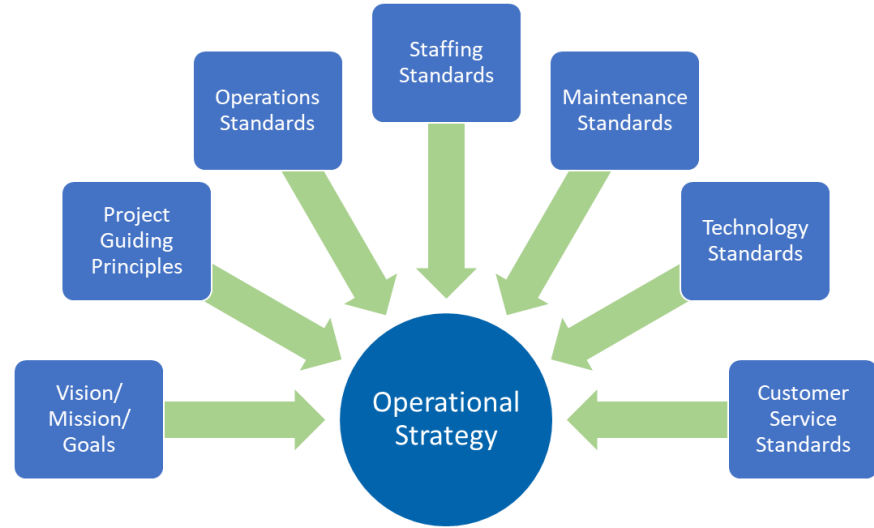 Staffing
Standards
Operations
Standards
Maintenance
Standards
Project
Guiding
Principles
Technology
Standards
Vision/
Mission/
Goals
Operational
Strategy
Customer
Service
Standards